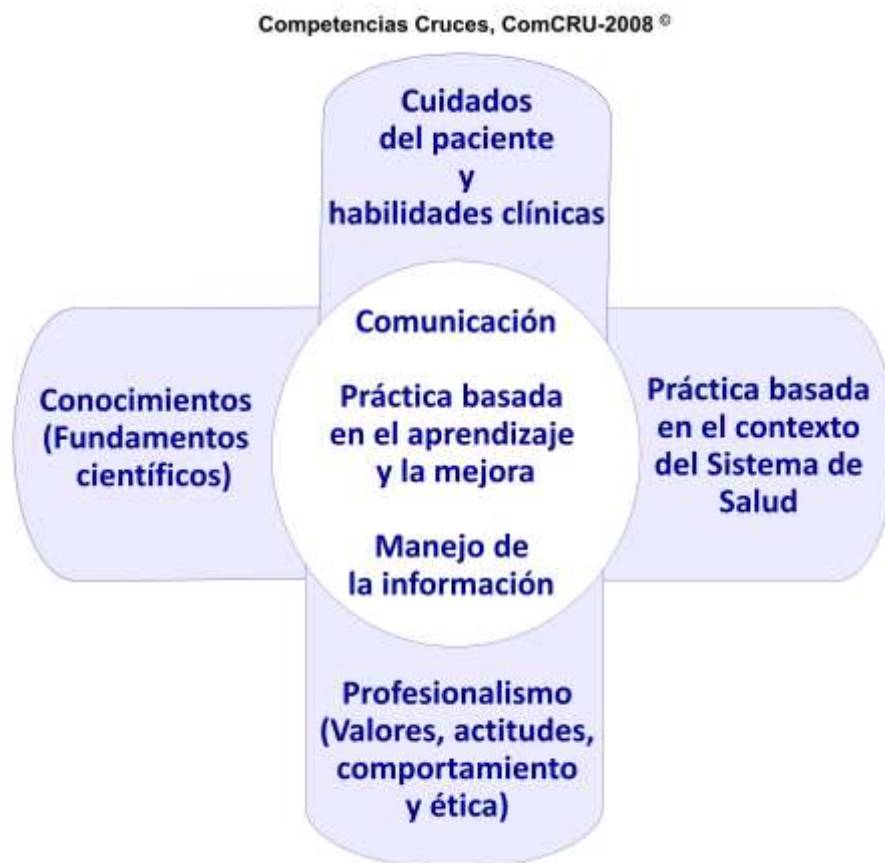 Competencias Cruces, ComCRU-2008 ©
Cuidados
del paciente
y
habilidades clínicas
Conocimientos
(Fundamentos
científicos)
Comunicación
Práctica basada
en el aprendizaje
y la mejora
Manejo de
la información
Práctica basada
en el contexto
del Sistema de
Salud
Profesionalismo
(Valores, actitudes,
comportamiento
y ética)